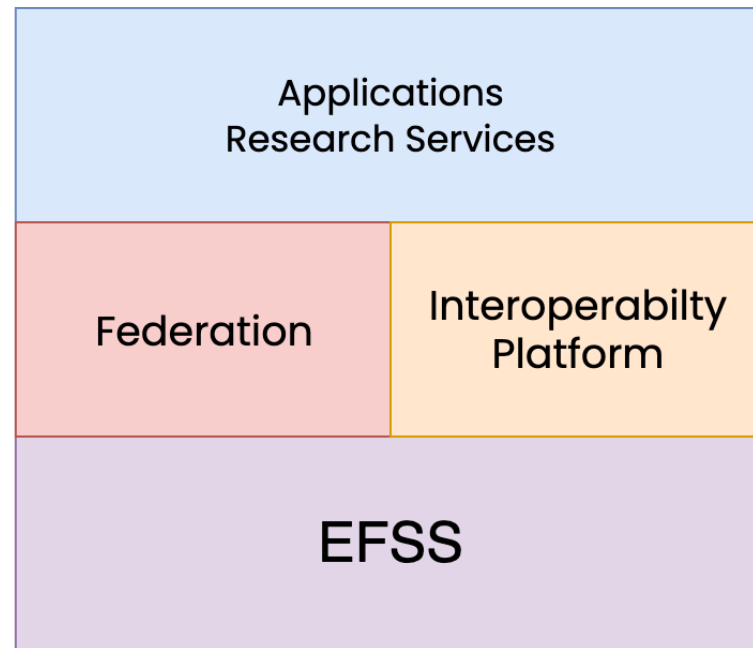 Applications
Research Services
Federation
Interoperabilty
Platform
EFSS